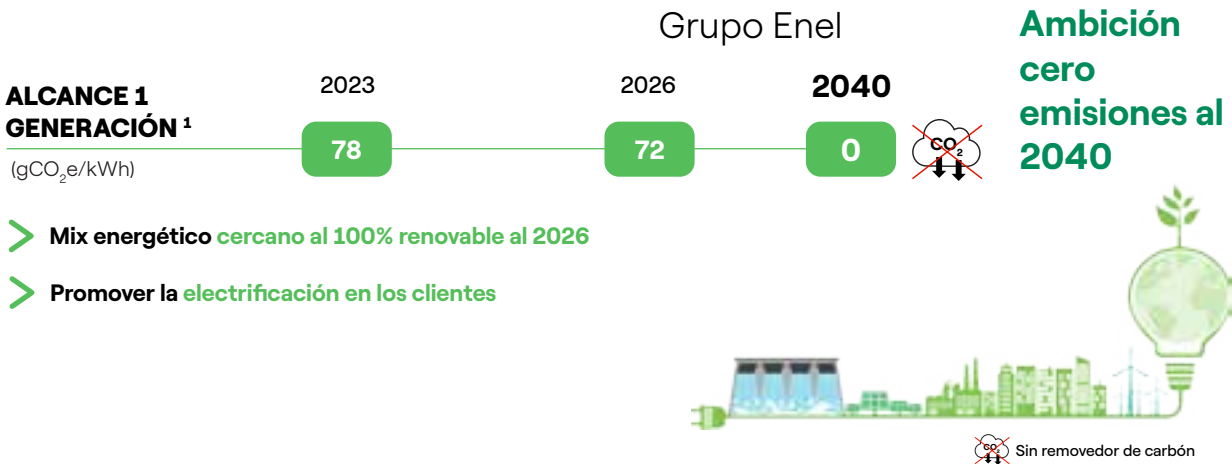 Grupo Enel
Ambición
cero
emisiones al
2040
ALCANCE 1
GENERACIÓN ¹
(gCO₂e/kWh)
2023
2026
2040
78
72
0
CO₂
Mix energético cercano al 100% renovable al 2026
Promover la electrificación en los clientes
CO₂ Sin removedor de carbón